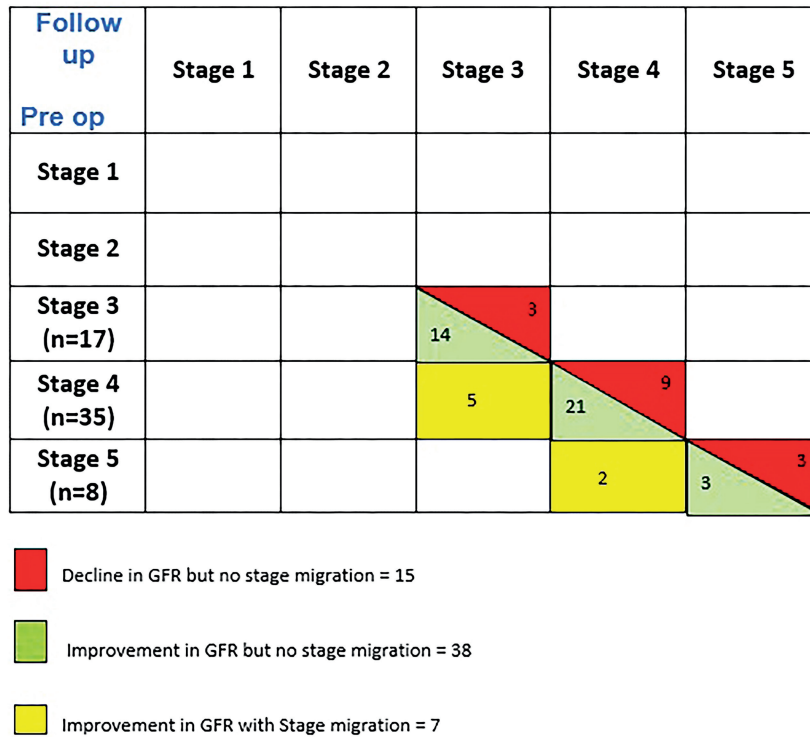 Follow
up
Pre op
Stage 1
Stage 2
Stage 3
Stage 4
Stage 5
Stage 1
Stage 2
Stage 3
(n=17)
3
14
Stage 4
(n=35)
5
9
21
Stage 5
(n=8)
2
3
3
Decline in GFR but no stage migration = 15
Improvement in GFR but no stage migration = 38
Improvement in GFR with Stage migration = 7